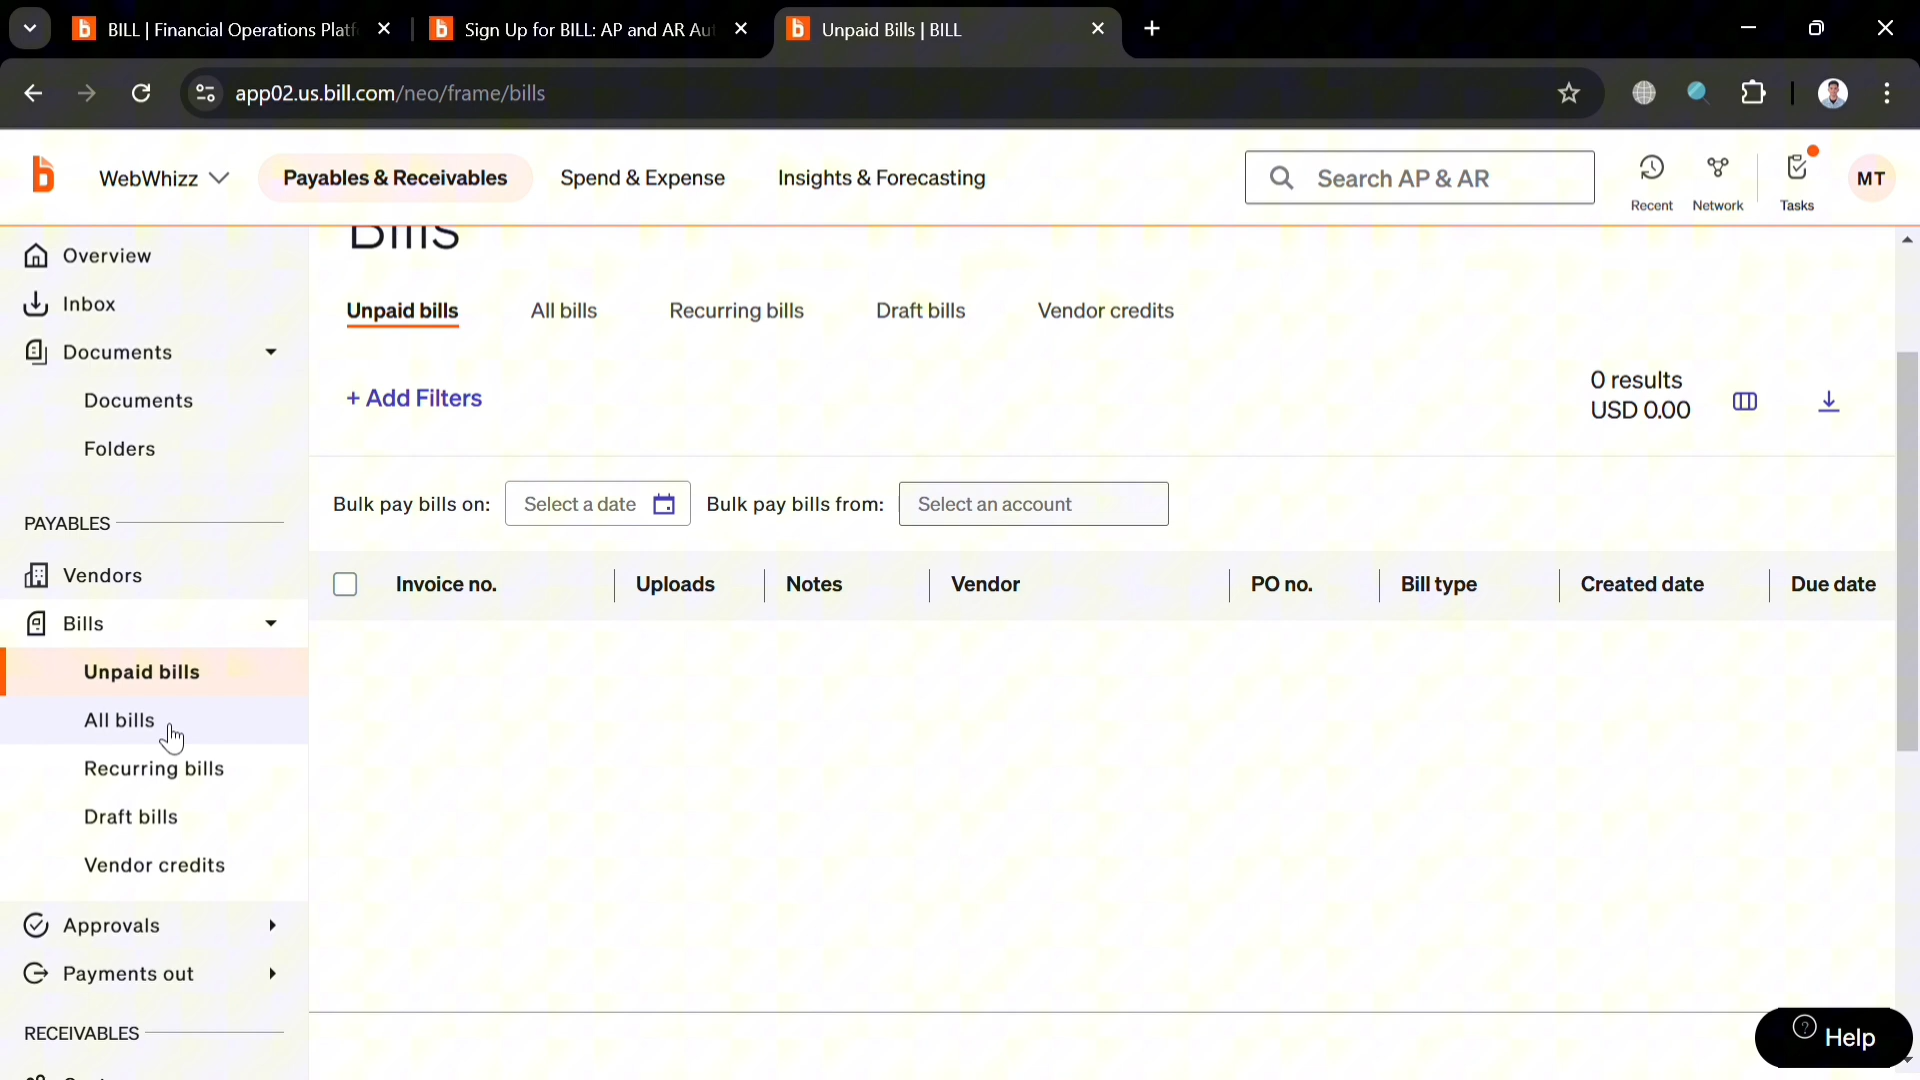 BILL | Financial Operations Platf
Sign Up for BILL: AP and AR Aut
Unpaid Bills | BILL
app02.us.bill.com/neo/frame/bills
WebWhizz
Payables & Receivables
Spend & Expense
Insights & Forecasting
Search AP & AR
Recent
Network
Tasks
MT
Overview
Inbox
Documents
Documents
Folders
PAYABLES
Vendors
Bills
Unpaid bills
All bills
Recurring bills
Draft bills
Vendor credits
Approvals
Payments out
RECEIVABLES
Bills
Unpaid bills
All bills
Recurring bills
Draft bills
Vendor credits
+ Add Filters
0 results
USD 0.00
Bulk pay bills on: Select a date Bulk pay bills from: Select an account
Invoice no. Uploads Notes Vendor PO no. Bill type Created date Due date
Help